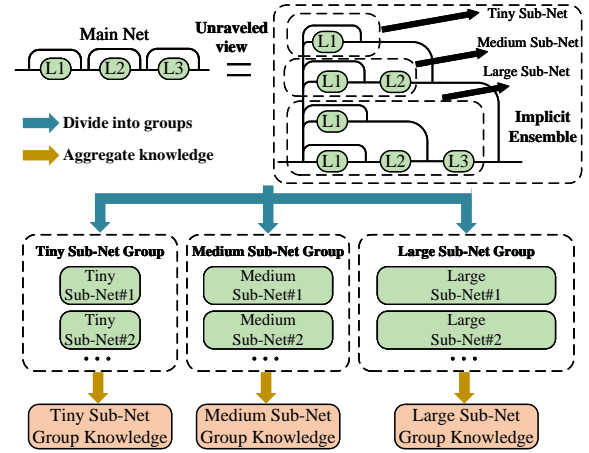 Main Net
L1
L2
L3
Unraveled
view
=
L1
L1
L2
L1
L1
L2
L3
Tiny Sub-Net
Medium Sub-Net
Large Sub-Net
Implicit
Ensemble
Divide into groups
Aggregate knowledge
Tiny Sub-Net Group
Tiny
Sub-Net#1
Tiny
Sub-Net#2
...
Medium Sub-Net Group
Medium
Sub-Net#1
Medium
Sub-Net#2
...
Large Sub-Net Group
Large
Sub-Net#1
Large
Sub-Net#2
...
Tiny Sub-Net
Group Knowledge
Medium Sub-Net
Group Knowledge
Large Sub-Net
Group Knowledge